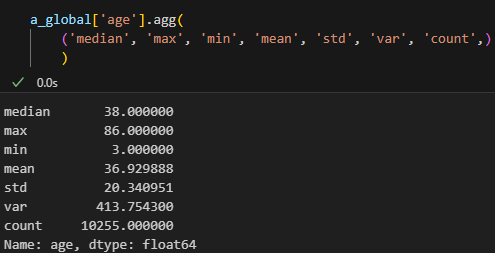 a_global['age'].agg(
    ('median', 'max', 'min', 'mean', 'std', 'var', 'count',)
    )
✓ 0.0s
median 38.000000
max 86.000000
min 3.000000
mean 36.929888
std 20.340951
var 413.754300
count 10255.000000
Name: age, dtype: float64